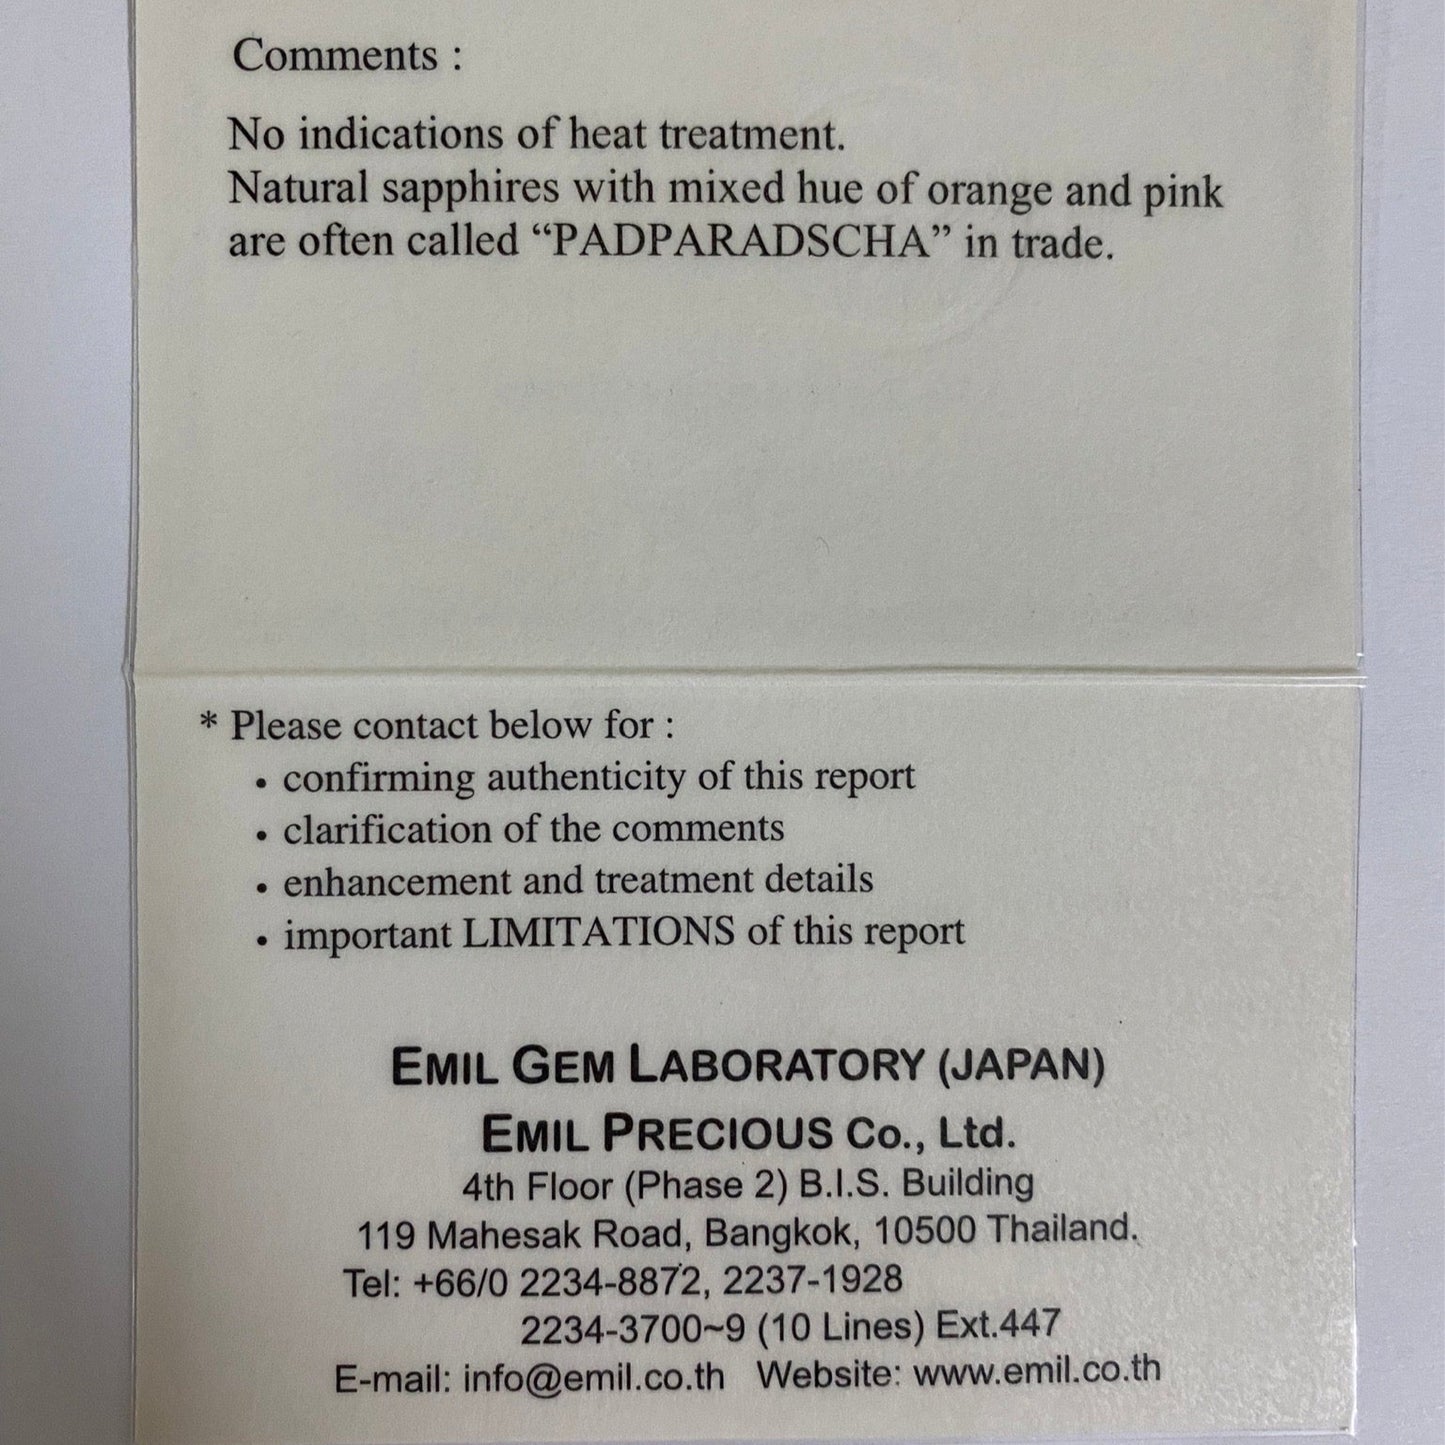 Comments :
No indications of heat treatment.
Natural sapphires with mixed hue of orange and pink
are often called “PADPARADSCHA” in trade.
* Please contact below for :
• confirming authenticity of this report
• clarification of the comments
• enhancement and treatment details
• important LIMITATIONS of this report
EMIL GEM LABORATORY (JAPAN)
EMIL PRECIOUS Co., Ltd.
4th Floor (Phase 2) B.I.S. Building
119 Mahesak Road, Bangkok, 10500 Thailand.
Tel: +66/0 2234-8872, 2237-1928
2234-3700~9 (10 Lines) Ext.447
E-mail: info@emil.co.th Website: www.emil.co.th